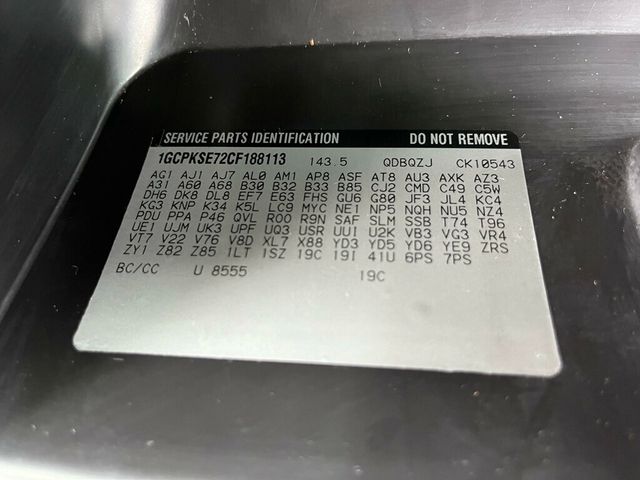 SERVICE PARTS IDENTIFICATION DO NOT REMOVE
1GCPKSE72CF188113 143.5 QDBQZJ CK10543
AG1 AJ1 AJ7 AL0 AM1 AP8 ASF AT8 AU3 AXK AZ3
A31 A60 A68 B30 B32 B33 B85 CJ2 CMD C49 C5W
DH6 DK8 DL8 EF7 E63 FHS GU6 G80 JF3 JL4 KC4
KG3 KNP K34 K5L LC9 MYC NE1 NP5 NQH NU5 NZ4
PDU PPA P46 QVL R00 R9N SAF SLM SSB T74 T96
UE1 UJM UK3 UPF UQ3 USR UU1 U2K VB3 VG3 VR4
VT7 V22 V76 V8D XL7 X88 YD3 YD5 YD6 YE9 ZRS
ZY1 Z82 Z85 1LT 1SZ 19C 19I 41U 6PS 7PS
BC/CC U 8555 19C